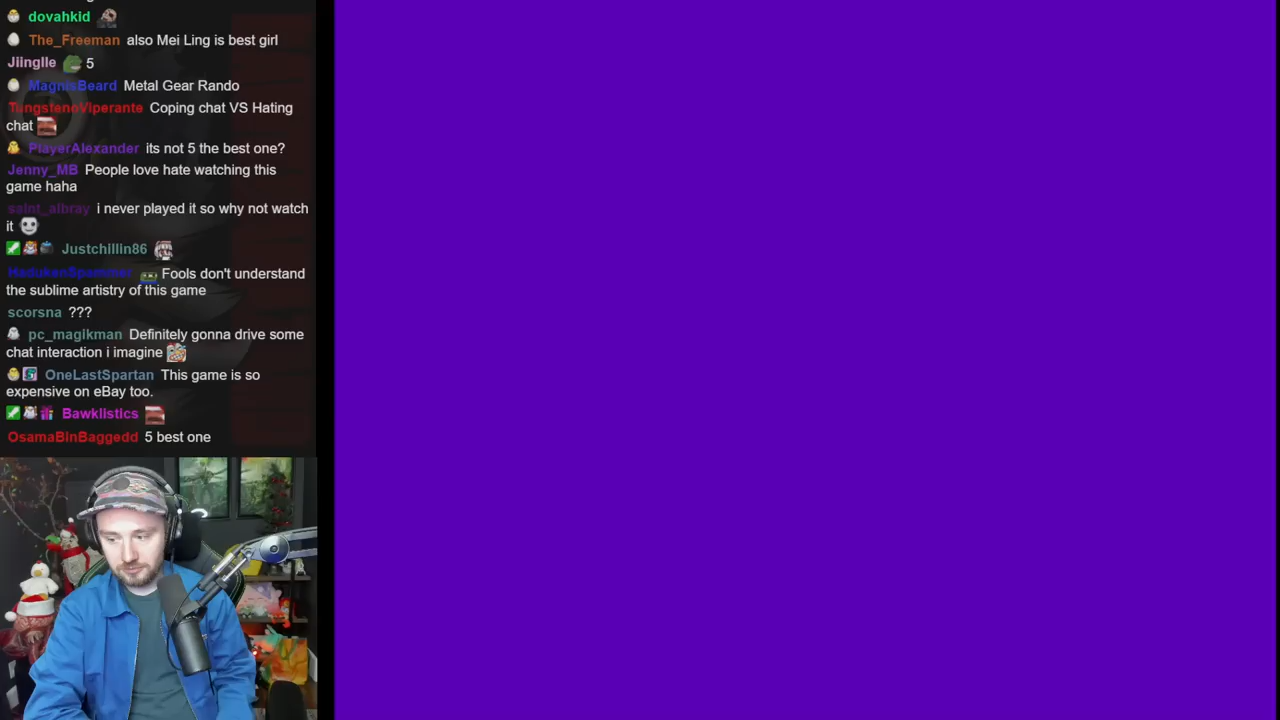 dovahkid
The_Freeman also Mei Ling is best girl
Jiinglle 5
MagnisBeard Metal Gear Rando
TungstenoViperante Coping chat VS Hating
chat
PlayerAlexander its not 5 the best one?
Jenny_MB People love hate watching this
game haha
saint_albray i never played it so why not watch
it
Justchillin86
Fools don't understand
the sublime artistry of this game
scorsna ???
pc_magikman Definitely gonna drive some
chat interaction i imagine
OneLastSpartan This game is so
expensive on eBay too.
Bawklistics
OsamaBinBaggedd 5 best one